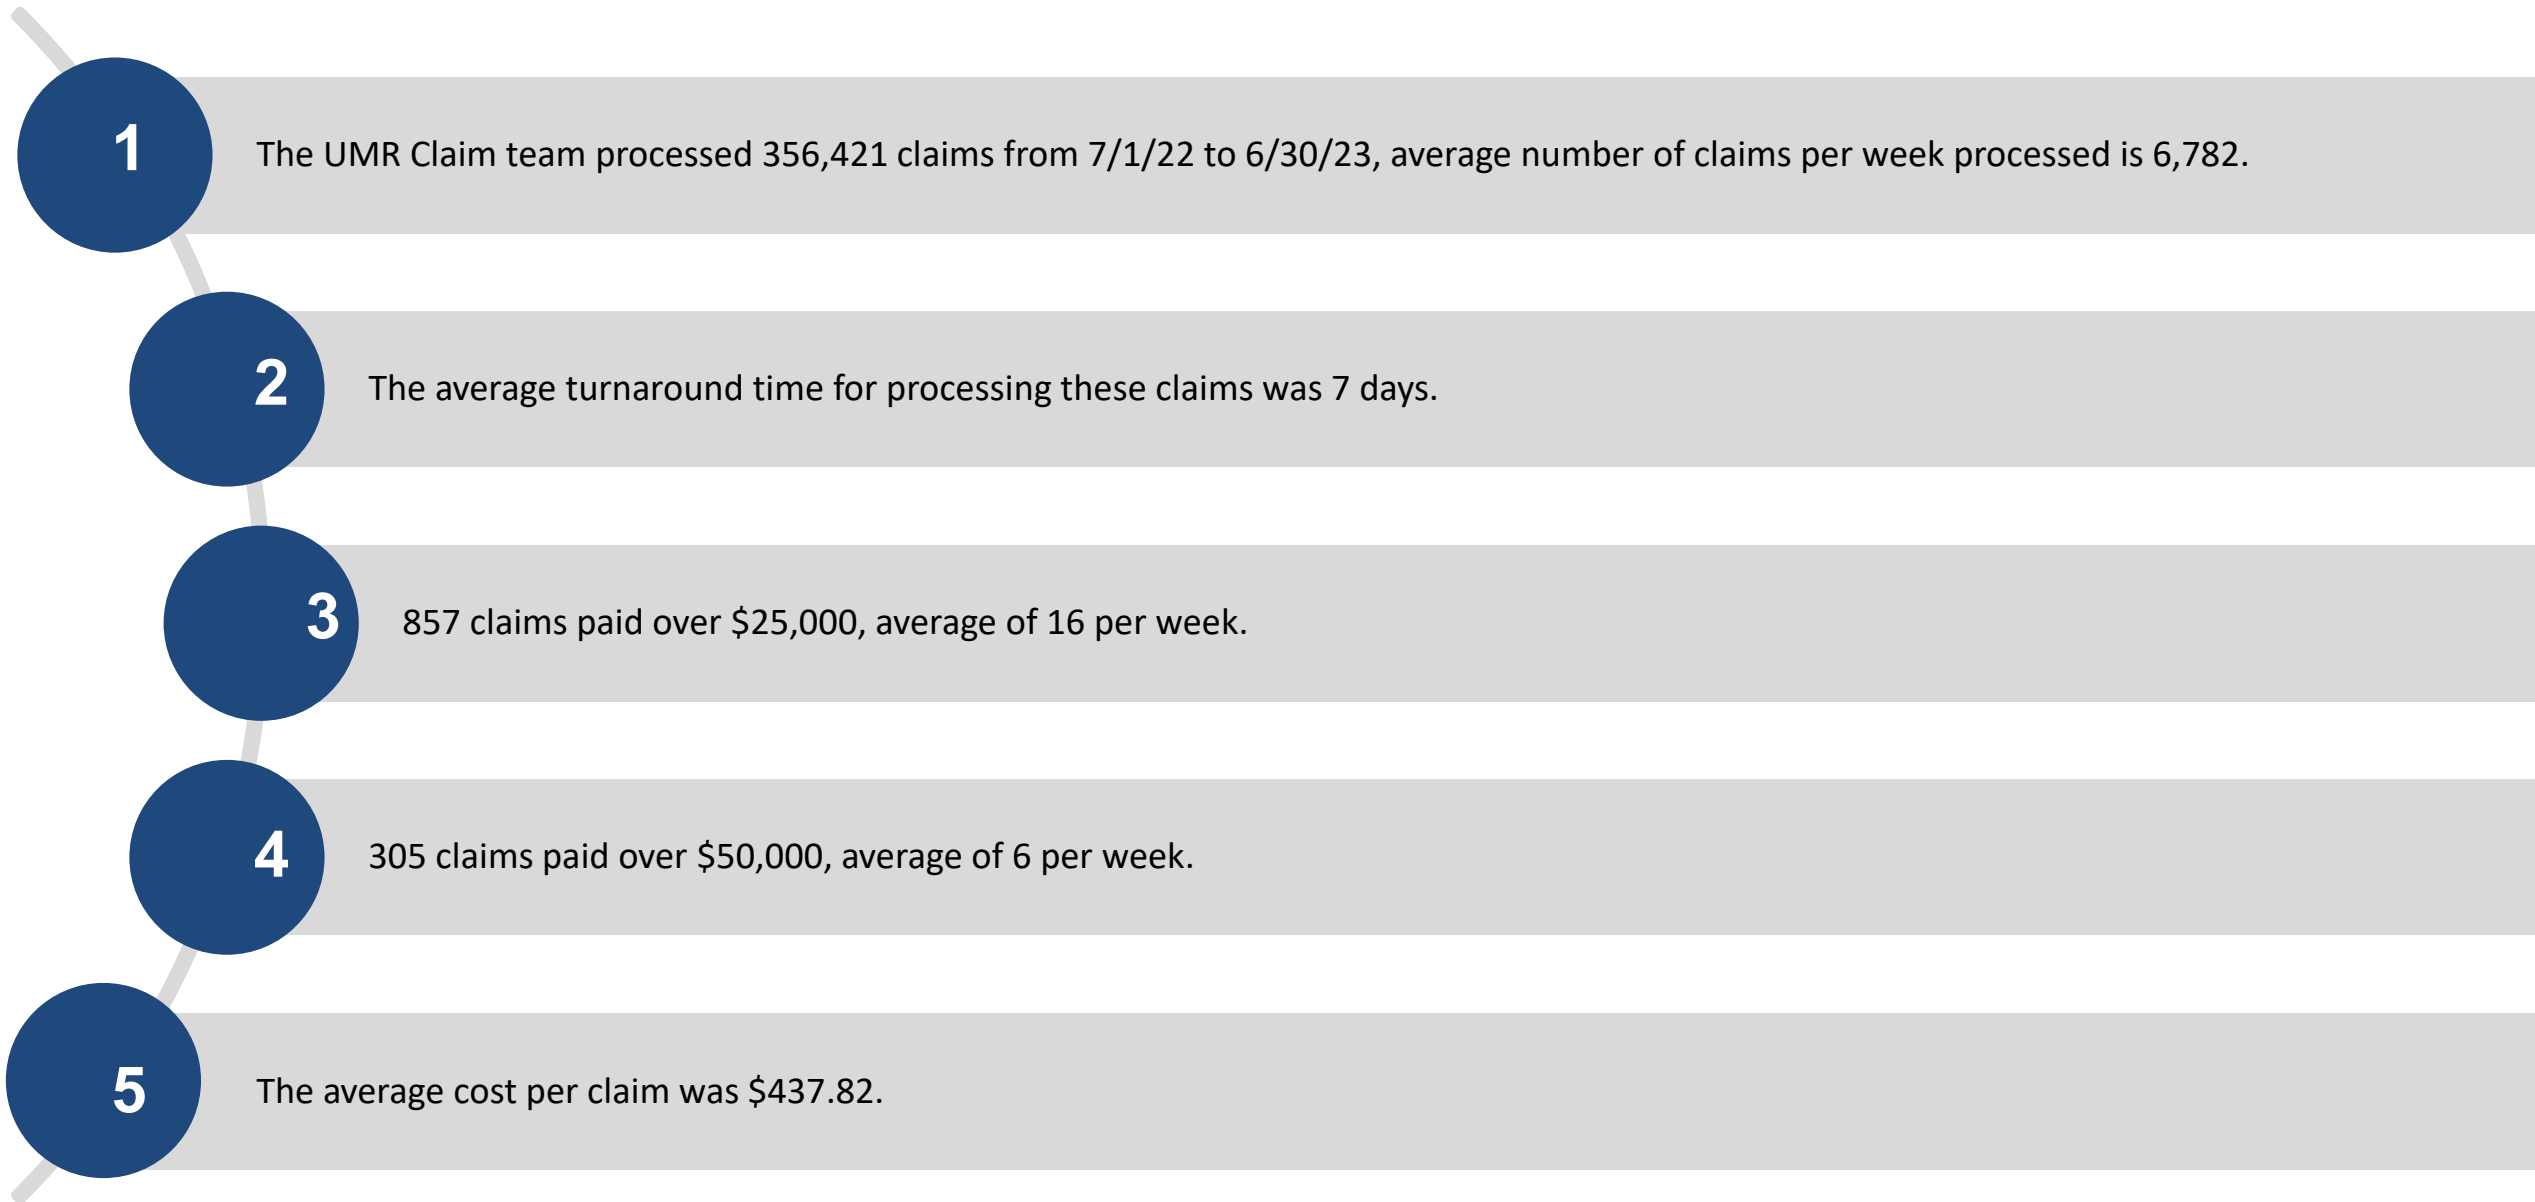 1
The UMR Claim team processed 356,421 claims from 7/1/22 to 6/30/23, average number of claims per week processed is 6,782.
2
The average turnaround time for processing these claims was 7 days.
3
857 claims paid over $25,000, average of 16 per week.
4
305 claims paid over $50,000, average of 6 per week.
5
The average cost per claim was $437.82.